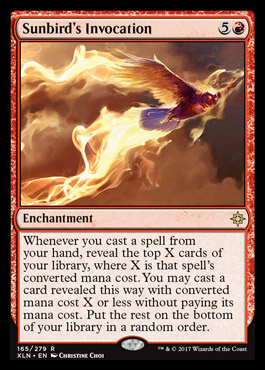 Sunbird's Invocation 5
Enchantment
Whenever you cast a spell from
your hand, reveal the top X cards of
your library, where X is that spell's
converted mana cost. You may cast a
card revealed this way with converted
mana cost X or less without paying its
mana cost. Put the rest on the bottom
of your library in a random order.
165/279 R
XLN • EN Christine Choi
™ & © 2017 Wizards of the Coast